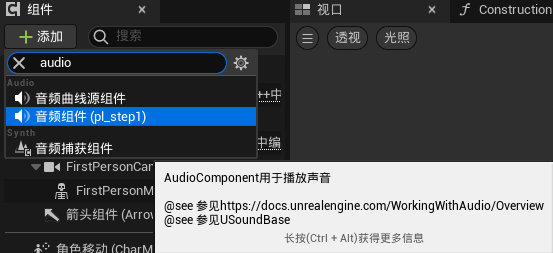 组件
视口
Construction
+ 添加
搜索
透视
光照
audio
Audio
音频曲线源组件
音频组件 (pl_step1)
++中
Synth
音频捕获组件
中编
FirstPersonCan
FirstPersonM
箭头组件 (Arrow
角色移动 (CharM
AudioComponent用于播放声音
@see 参见https://docs.unrealengine.com/WorkingWithAudio/Overview
@see 参见USoundBase
长按(Ctrl + Alt)获得更多信息